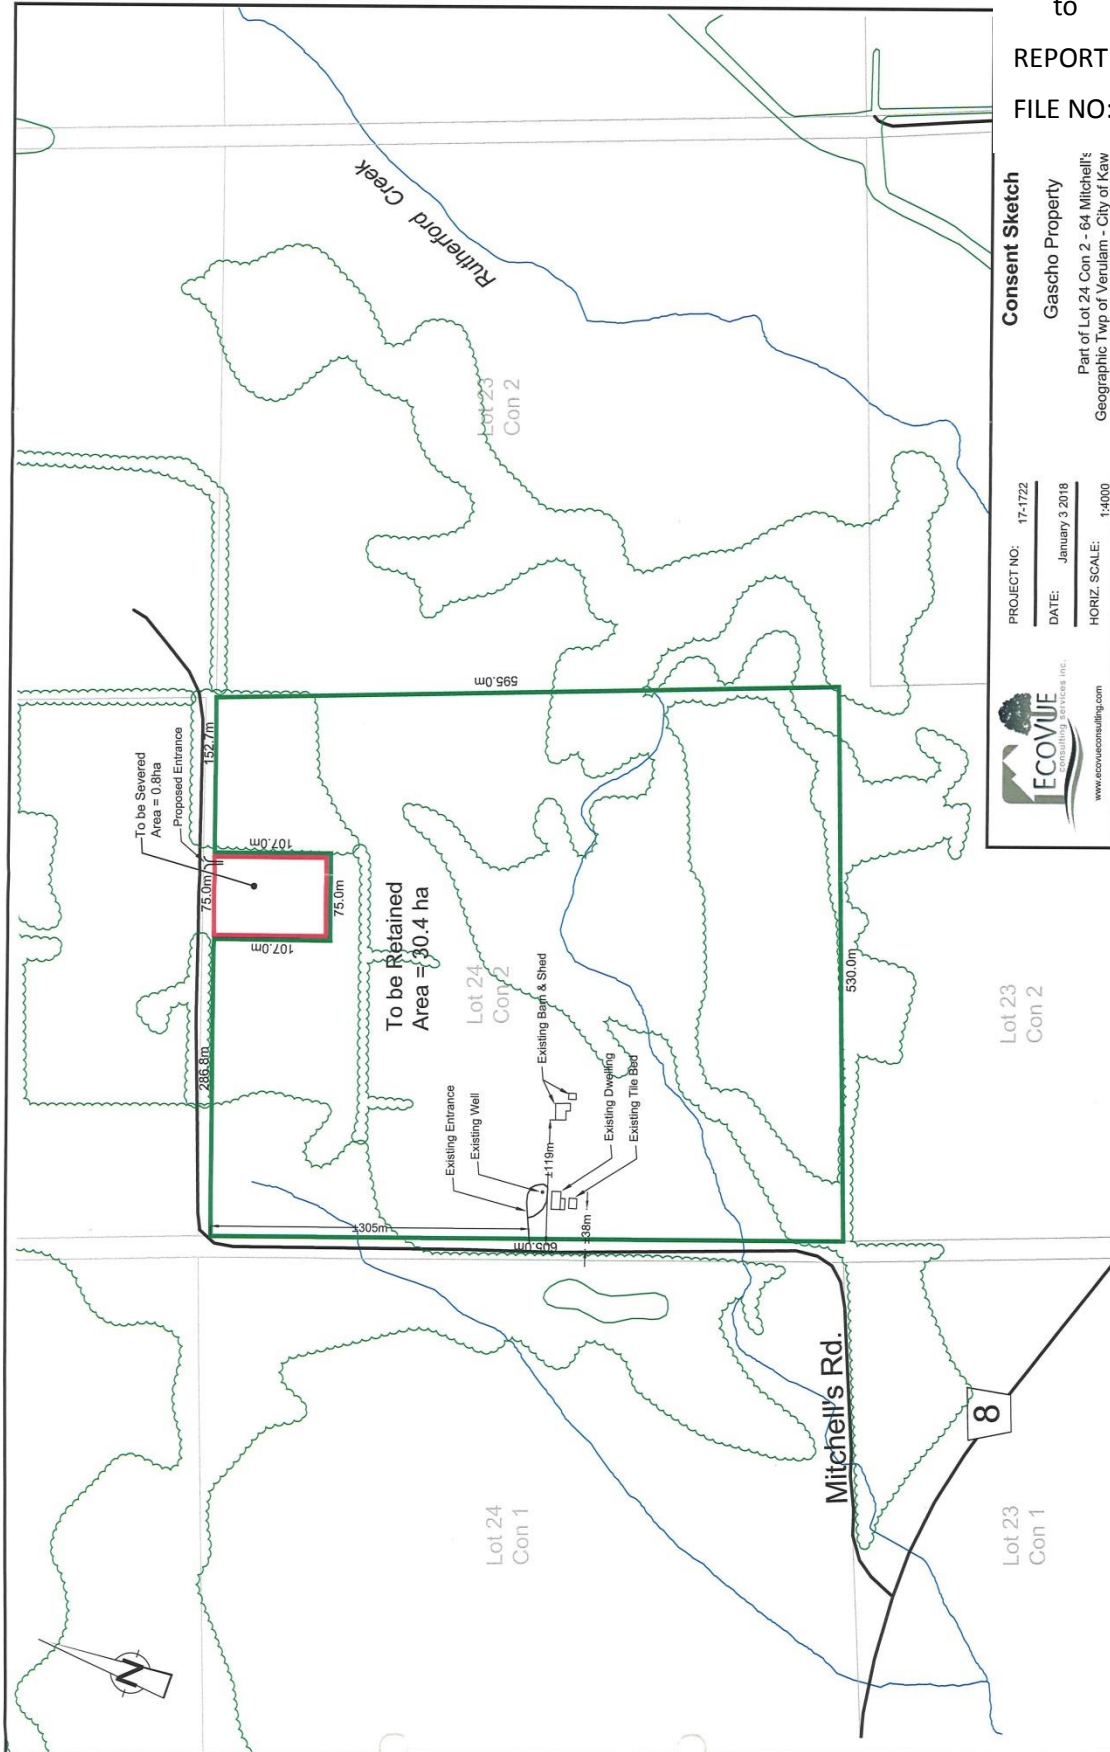 to
REPORT
FILE NO:
Consent Sketch
Gascho Property
Part of Lot 24 Con 2 - 64 Mitchell's
Geographic Twp of Verulam - City of Kaw
PROJECT NO: 17-1722
DATE: January 3 2018
HORIZ. SCALE: 1:4000
ECOVUE
consulting services inc.
www.ecovueconsulting.com
Rutherford Creek
Lot 23
Con 2
595.0m
152.7m
To be Severed
Area = 0.8ha
Proposed Entrance
107.0m
75.0m
75.0m
107.0m
286.8m
To be Retained
Area = 30.4 ha
Lot 24
Con 2
530.0m
Lot 23
Con 2
Existing Barn & Shed
Existing Dwelling
Existing Tile Bed
Existing Entrance
Existing Well
±119m
±38m
±305m
605.0m
Mitchell's Rd.
8
Lot 24
Con 1
Lot 23
Con 1
N